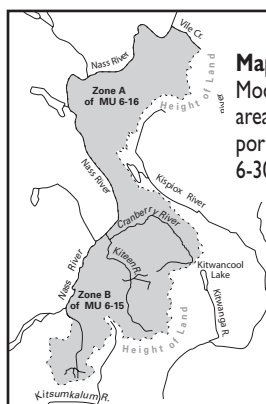 Vile Cr.
Nass River
Map
Moo
area
por
6-30
Zone A
of MU 6-16
Height of Land
Nass River
Kispiox River
Cranberry River
Kiteen R.
Kitwancool
Lake
Nass River
Zone B
of MU 6-15
Kitwanga R.
Height of Land
Kitsumkalum R.